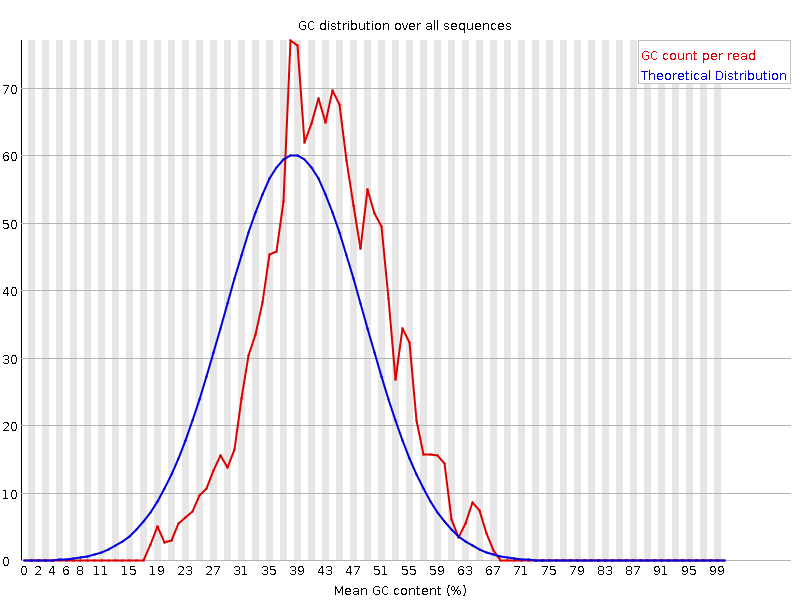 GC distribution over all sequences
GC count per read
Theoretical Distribution
70
60
50
40
30
20
10
0
0 2 4 6 8 11 15 19 23 27 31 35 39 43 47 51 55 59 63 67 71 75 79 83 87 91 95 99
Mean GC content (%)